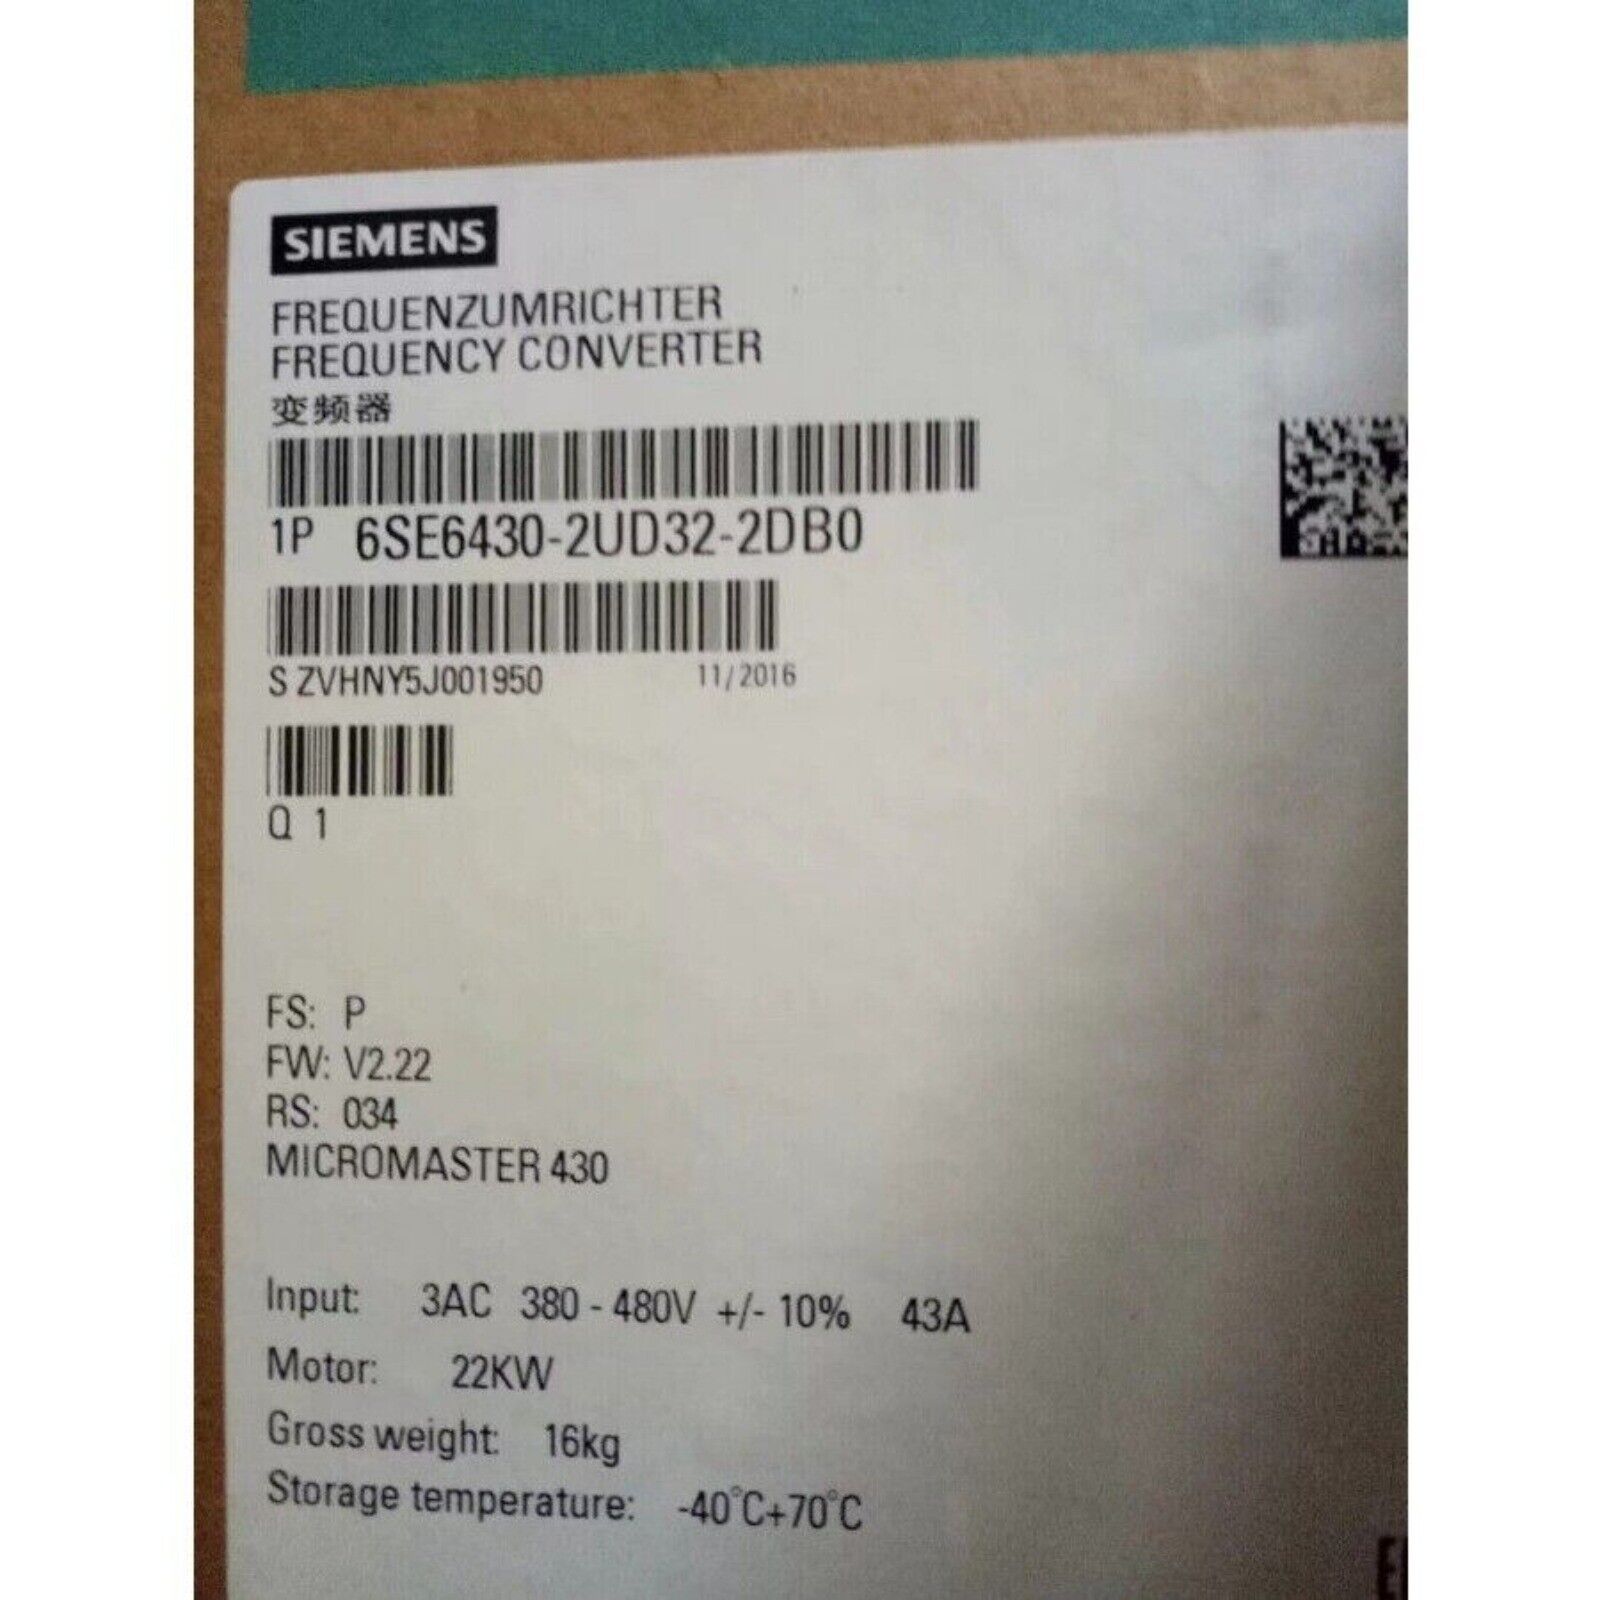 SIEMENS
FREQUENZUMRICHTER
FREQUENCY CONVERTER
变频器
1P 6SE6430-2UD32-2DB0
S ZVHNY5J001950 11/2016
Q 1
FS: P
FW: V2.22
RS: 034
MICROMASTER 430
Input: 3AC 380 - 480V +/- 10% 43A
Motor: 22KW
Gross weight: 16kg
Storage temperature: -40°C+70°C